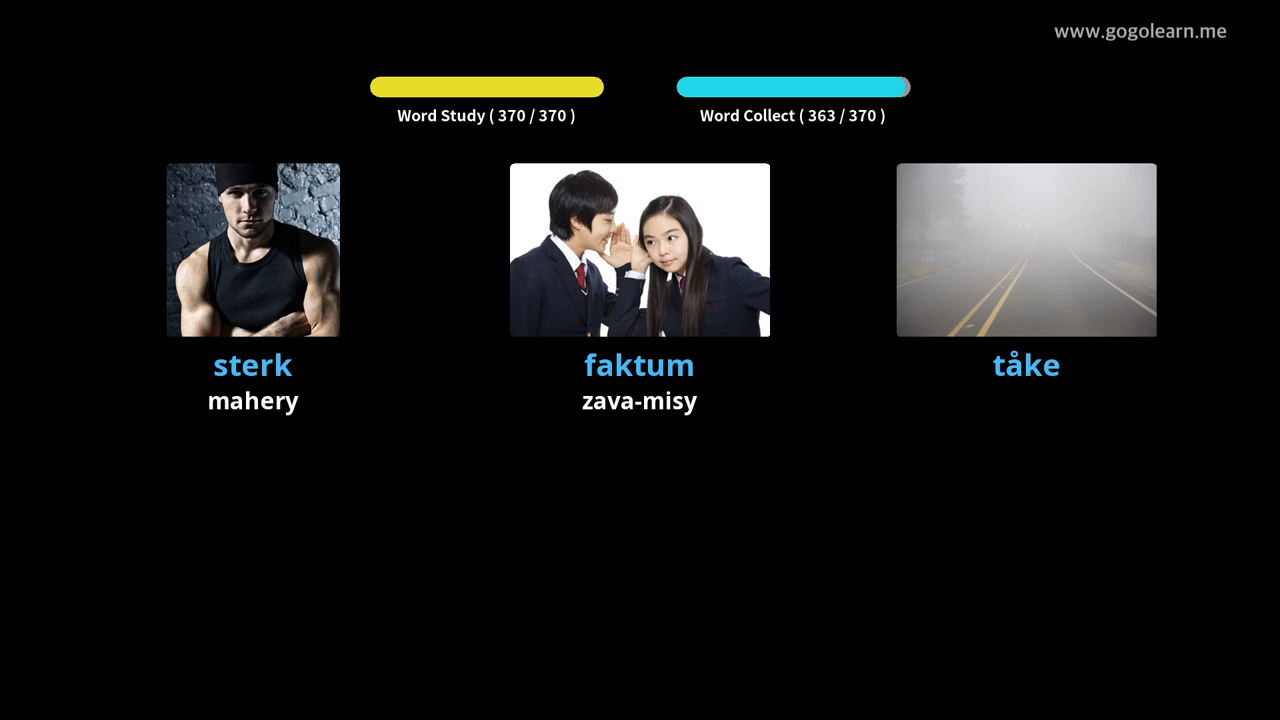 www.gogolearn.me
Word Study ( 370 / 370 )
Word Collect ( 363 / 370 )
sterk
mahery
faktum
zava-misy
tåke